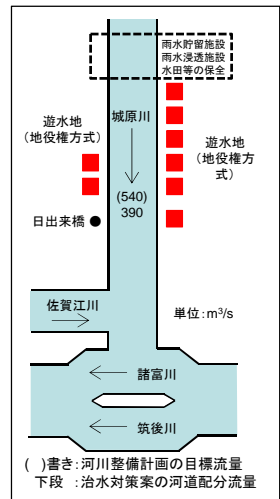 雨水貯留施設
雨水浸透施設
水田等の保全
遊水地
(地役権方式)
城原川
遊水地
(地役権方
式)
(540)
390
日出来橋
佐賀江川
単位:m³/s
諸富川
筑後川
( )書き:河川整備計画の目標流量
下段 :治水対策案の河道配分流量